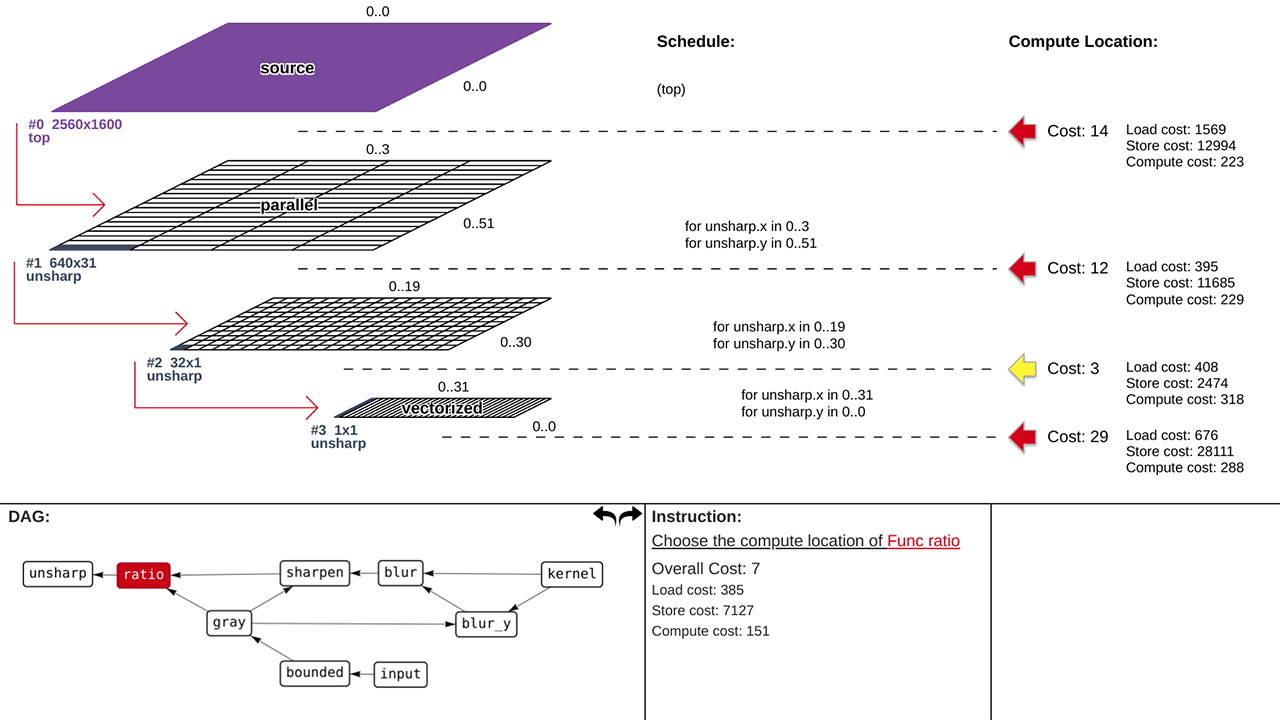 0..0
Schedule:
Compute Location:
source
0..0
(top)
#0 2560x1600
top
Cost: 14
Load cost: 1569
Store cost: 12994
Compute cost: 223
0..3
parallel
0..51
for unsharp.x in 0..3
for unsharp.y in 0..51
#1 640x31
unsharp
Cost: 12
Load cost: 395
Store cost: 11685
Compute cost: 229
0..19
0..30
for unsharp.x in 0..19
for unsharp.y in 0..30
#2 32x1
unsharp
Cost: 3
Load cost: 408
Store cost: 2474
Compute cost: 318
0..31
vectorized
0..0
for unsharp.x in 0..31
for unsharp.y in 0..0
#3 1x1
unsharp
Cost: 29
Load cost: 676
Store cost: 28111
Compute cost: 288
DAG:
unsharp
ratio
sharpen
blur
kernel
gray
blur_y
bounded
input
Instruction:
Choose the compute location of Func ratio
Overall Cost: 7
Load cost: 385
Store cost: 7127
Compute cost: 151